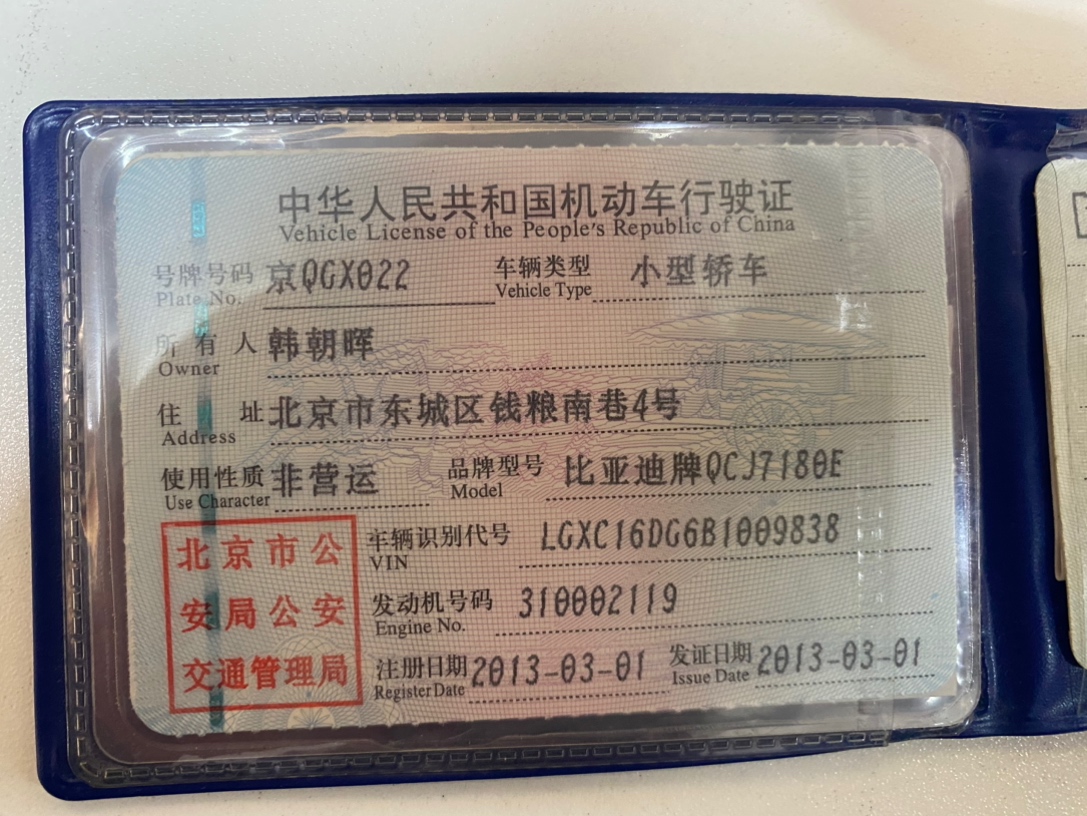 中华人民共和国机动车行驶证
Vehicle License of the People's Republic of China
号牌号码 京QGX022 车辆类型 小型轿车
Plate No. Vehicle Type
所有人 韩朝晖
Owner
住址 北京市东城区钱粮南巷4号
Address
使用性质 非营运 品牌型号 比亚迪牌QCJ7180E
Use Character Model
北京市公 车辆识别代号 LGXC16DG6B1009838
VIN
安局公安 发动机号码 310002119
Engine No.
交通管理局 注册日期 2013-03-01 发证日期 2013-03-01
Register Date Issue Date